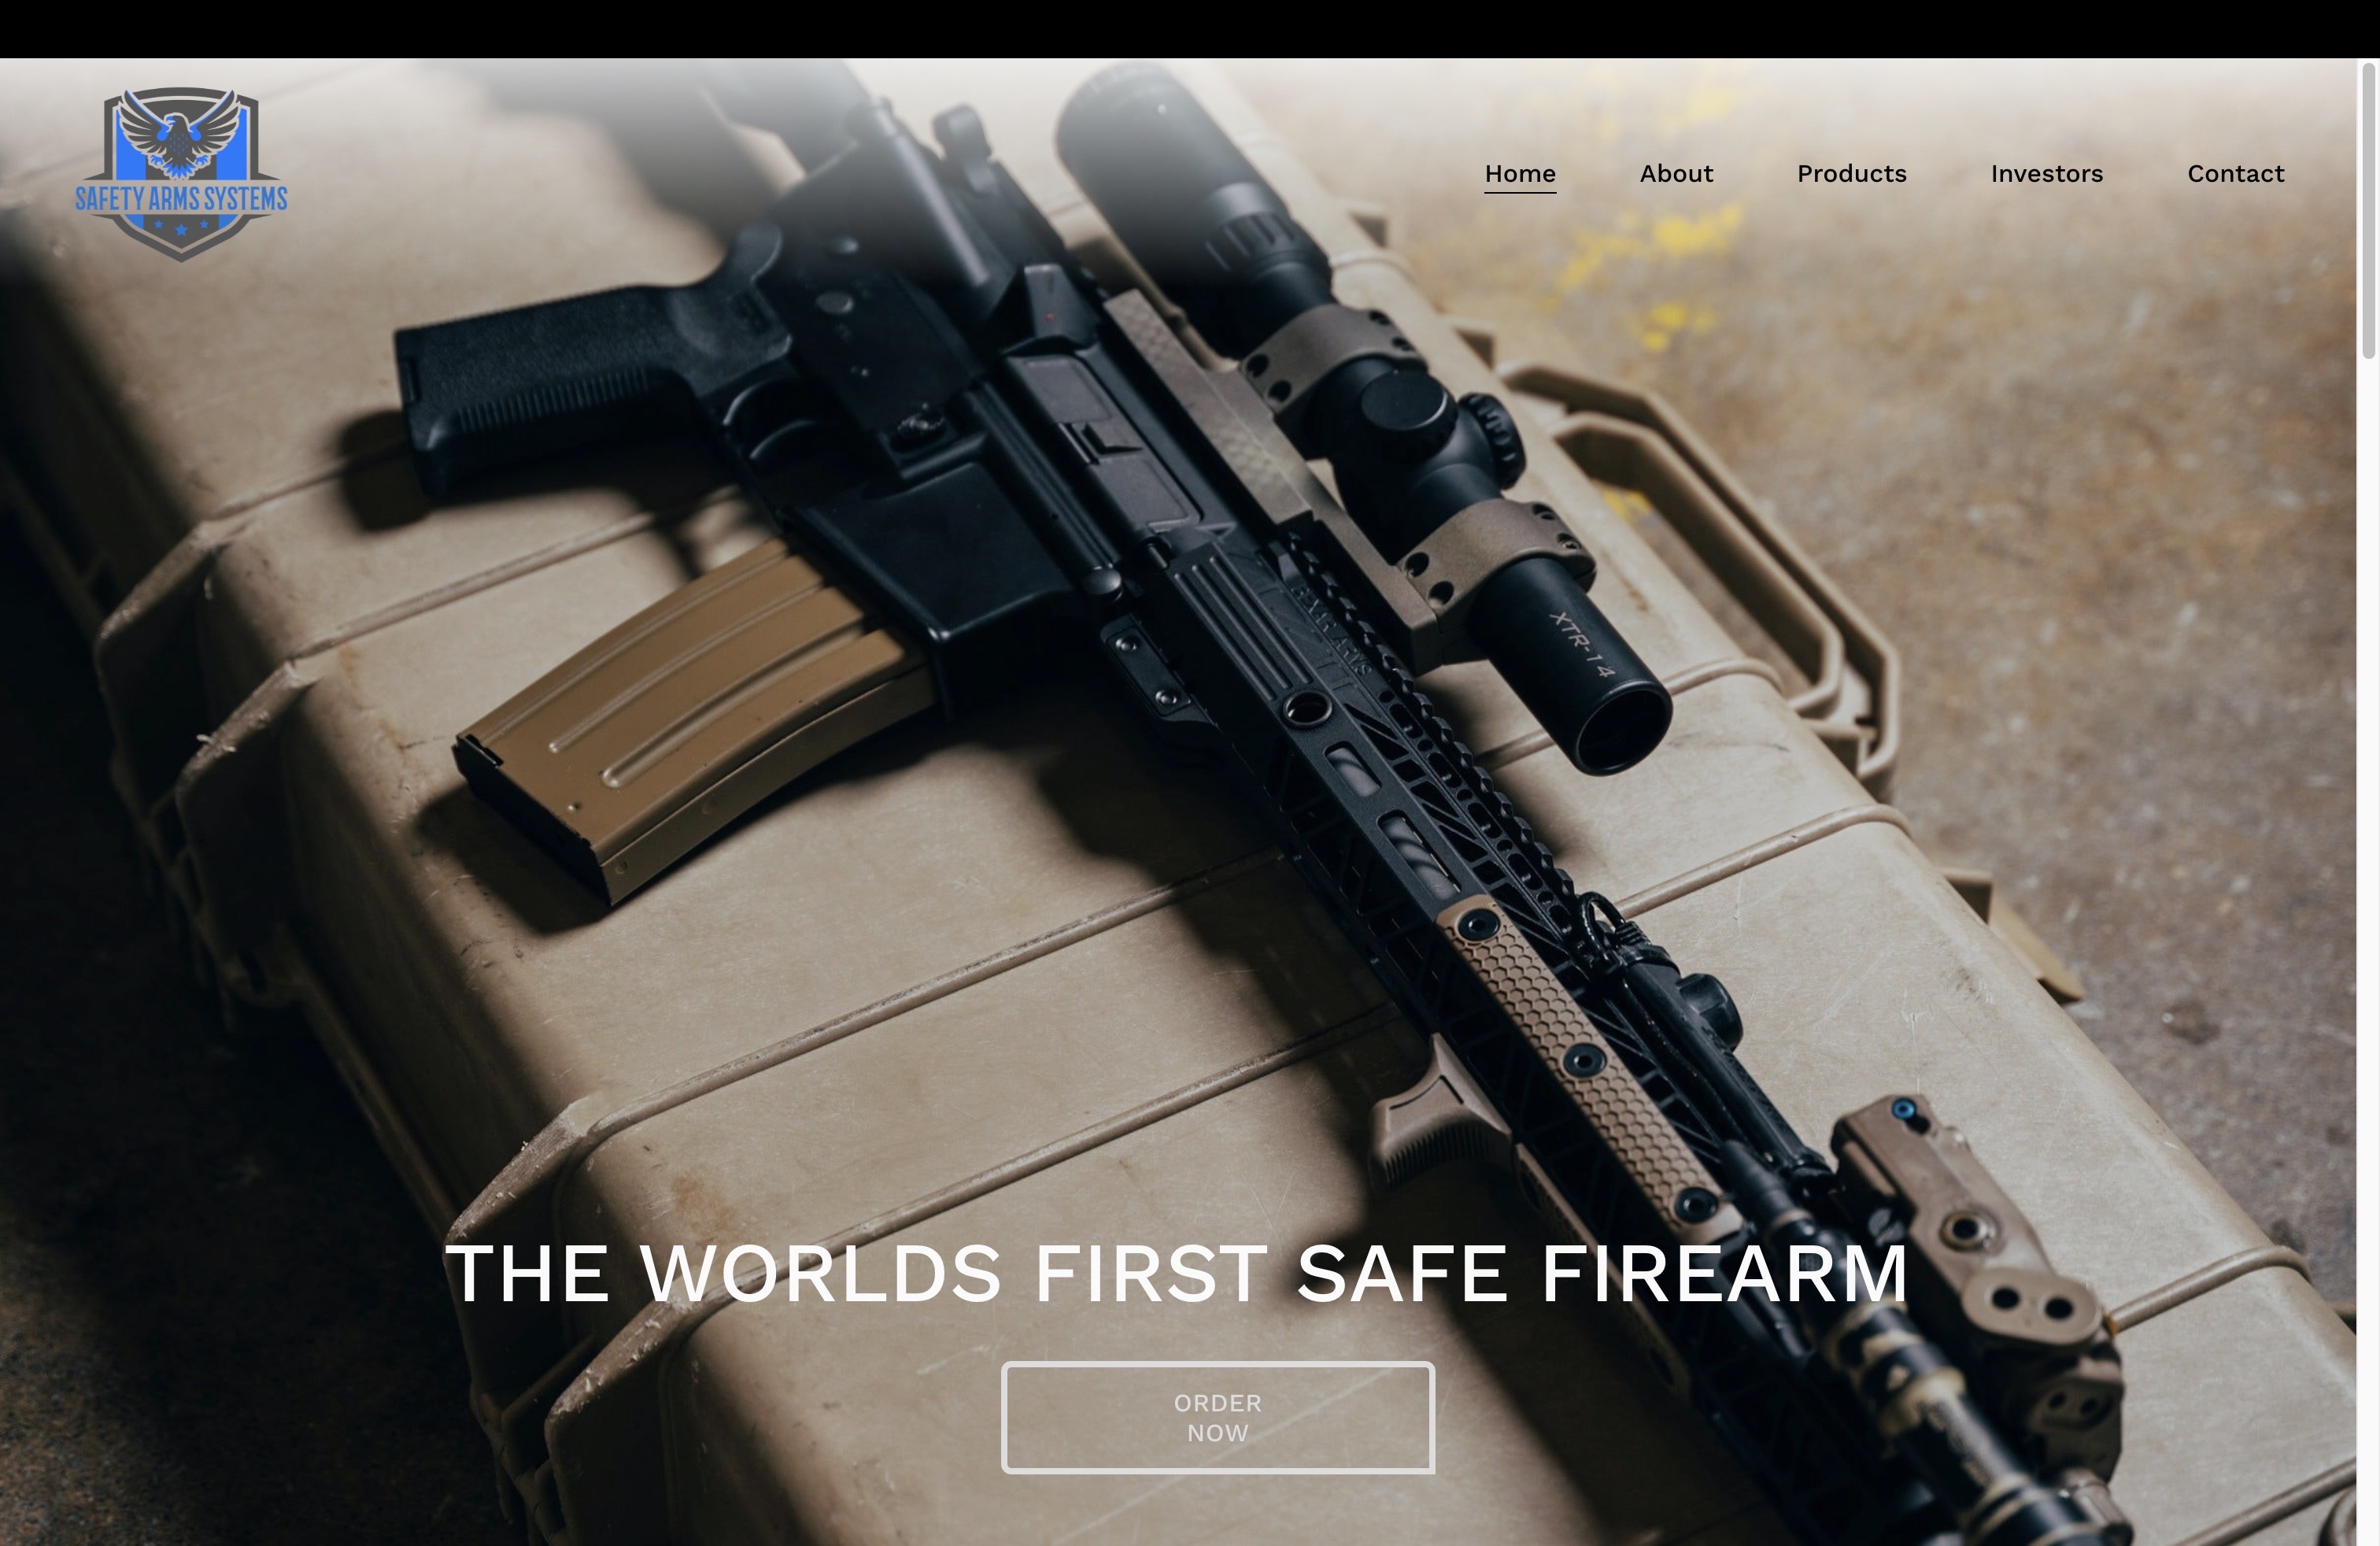 SAFETY ARMS SYSTEMS
Home About Products Investors Contact
XTR-14
THE WORLDS FIRST SAFE FIREARM
ORDER
NOW